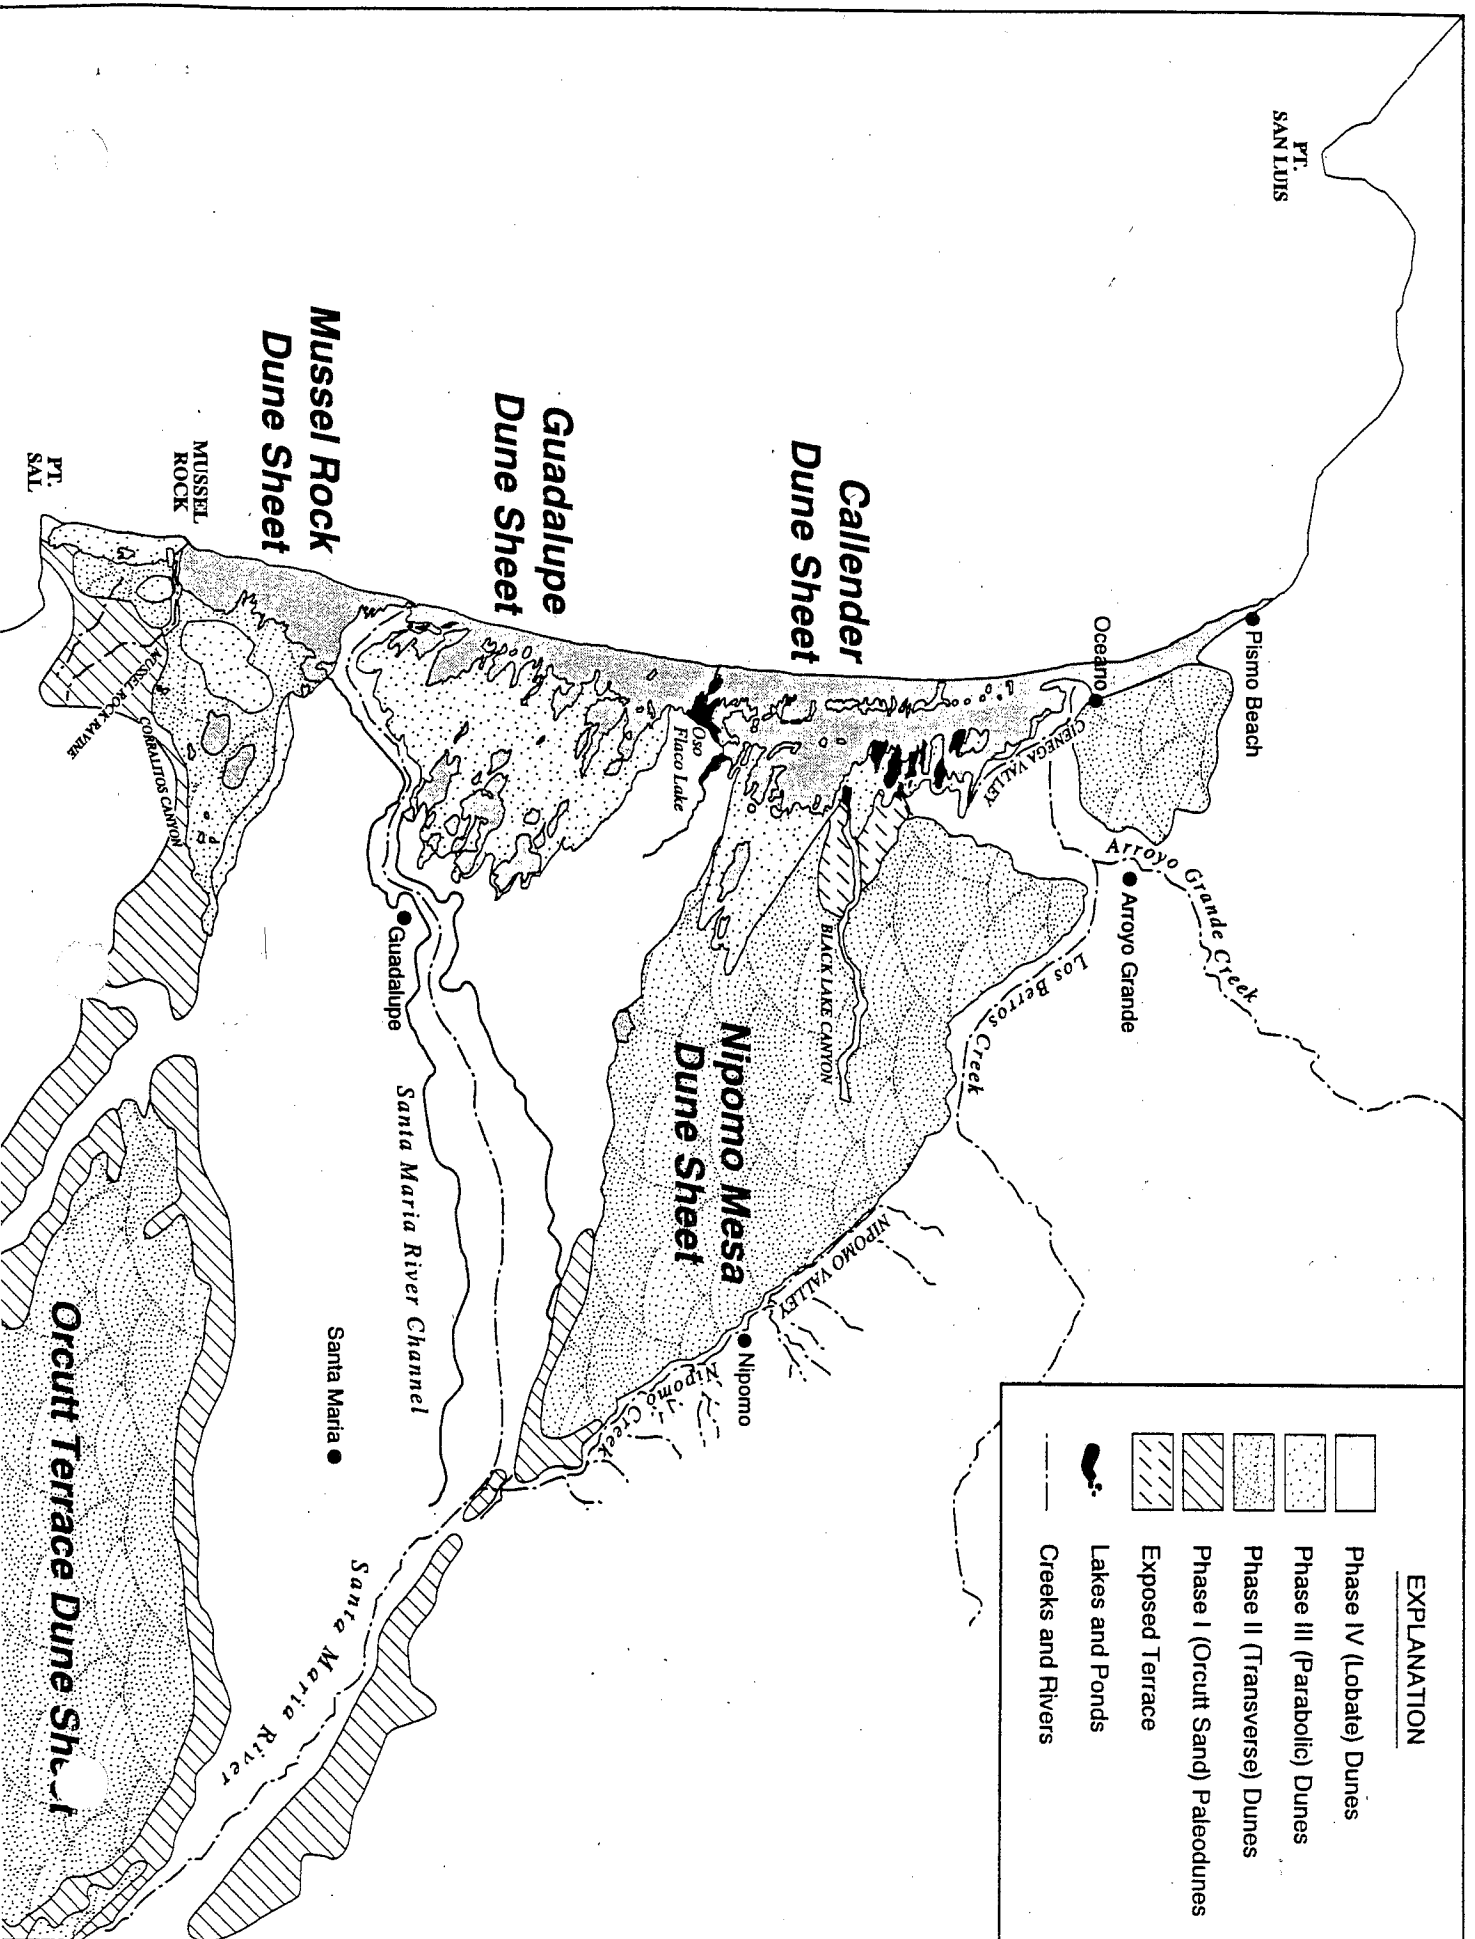 PT.
SAN LUIS
Pismo Beach
Oceano
CIENEGA VALLEY
Arroyo Grande Creek
Arroyo Grande
Los Berros Creek
Callender
Dune Sheet
Oso
Flaco Lake
BLACK LAKE CANYON
Nipomo Mesa
Dune Sheet
NIPOMO VALLEY
Nipomo
Nipomo Creek
Guadalupe
Dune Sheet
Guadalupe
Santa Maria River Channel
Santa Maria
Santa Maria River
Mussel Rock
Dune Sheet
MUSSEL
ROCK
PT.
SAL
MUSSEL ROCK RAVINE
CORRALITOS CANYON
Orcutt Terrace Dune Sheet
EXPLANATION
Phase IV (Lobate) Dunes
Phase III (Parabolic) Dunes
Phase II (Transverse) Dunes
Phase I (Orcutt Sand) Paleodunes
Exposed Terrace
Lakes and Ponds
Creeks and Rivers